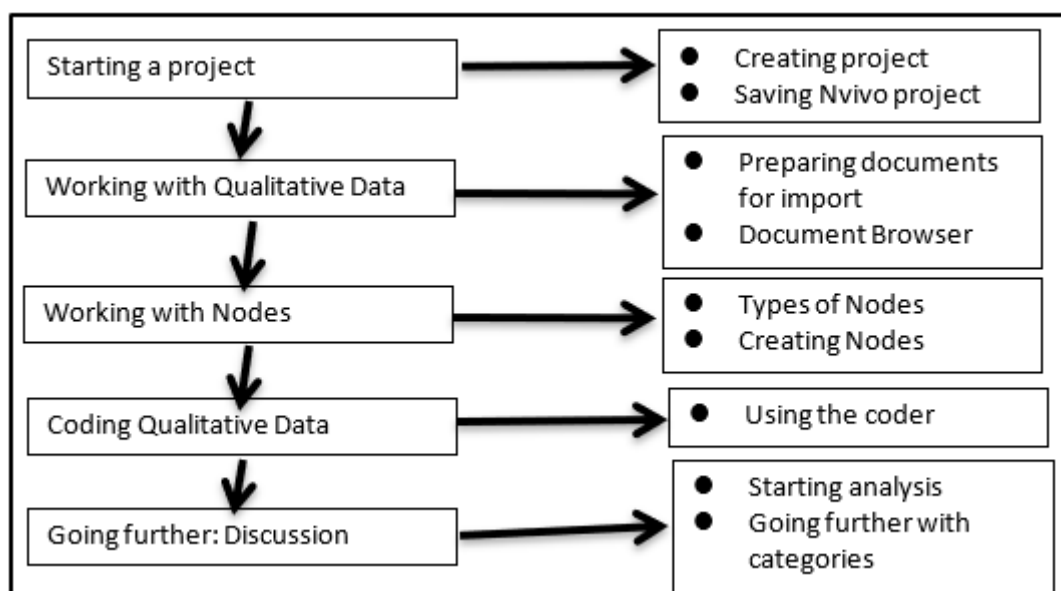 Starting a project
● Creating project
● Saving Nvivo project
Working with Qualitative Data
● Preparing documents
for import
● Document Browser
Working with Nodes
● Types of Nodes
● Creating Nodes
Coding Qualitative Data
● Using the coder
Going further: Discussion
● Starting analysis
● Going further with
categories